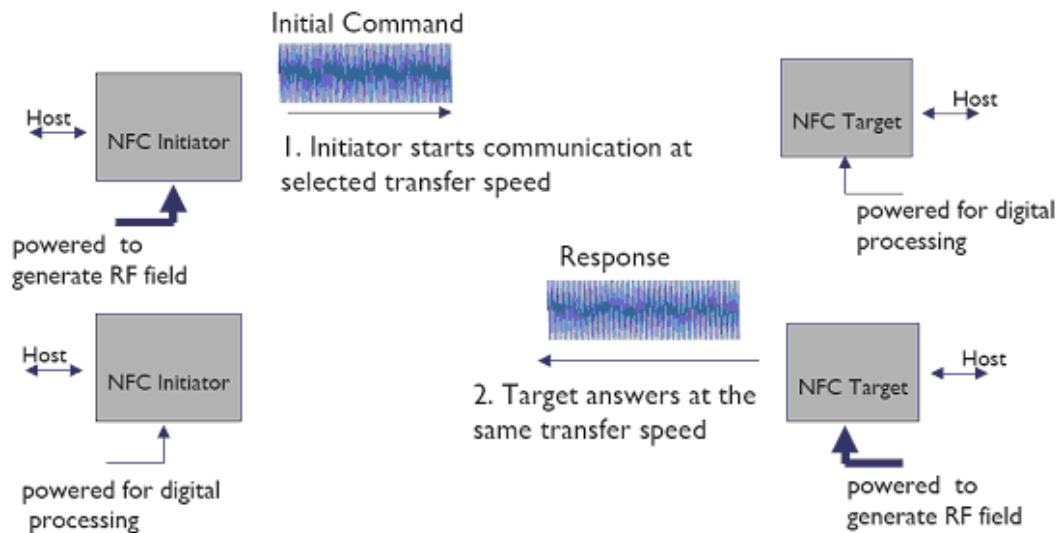 Initial Command
Host
NFC Initiator
NFC Target
Host
1. Initiator starts communication at
selected transfer speed
powered to
generate RF field
powered for digital
processing
Response
Host
NFC Initiator
NFC Target
Host
2. Target answers at the
same transfer speed
powered for digital
processing
powered to
generate RF field